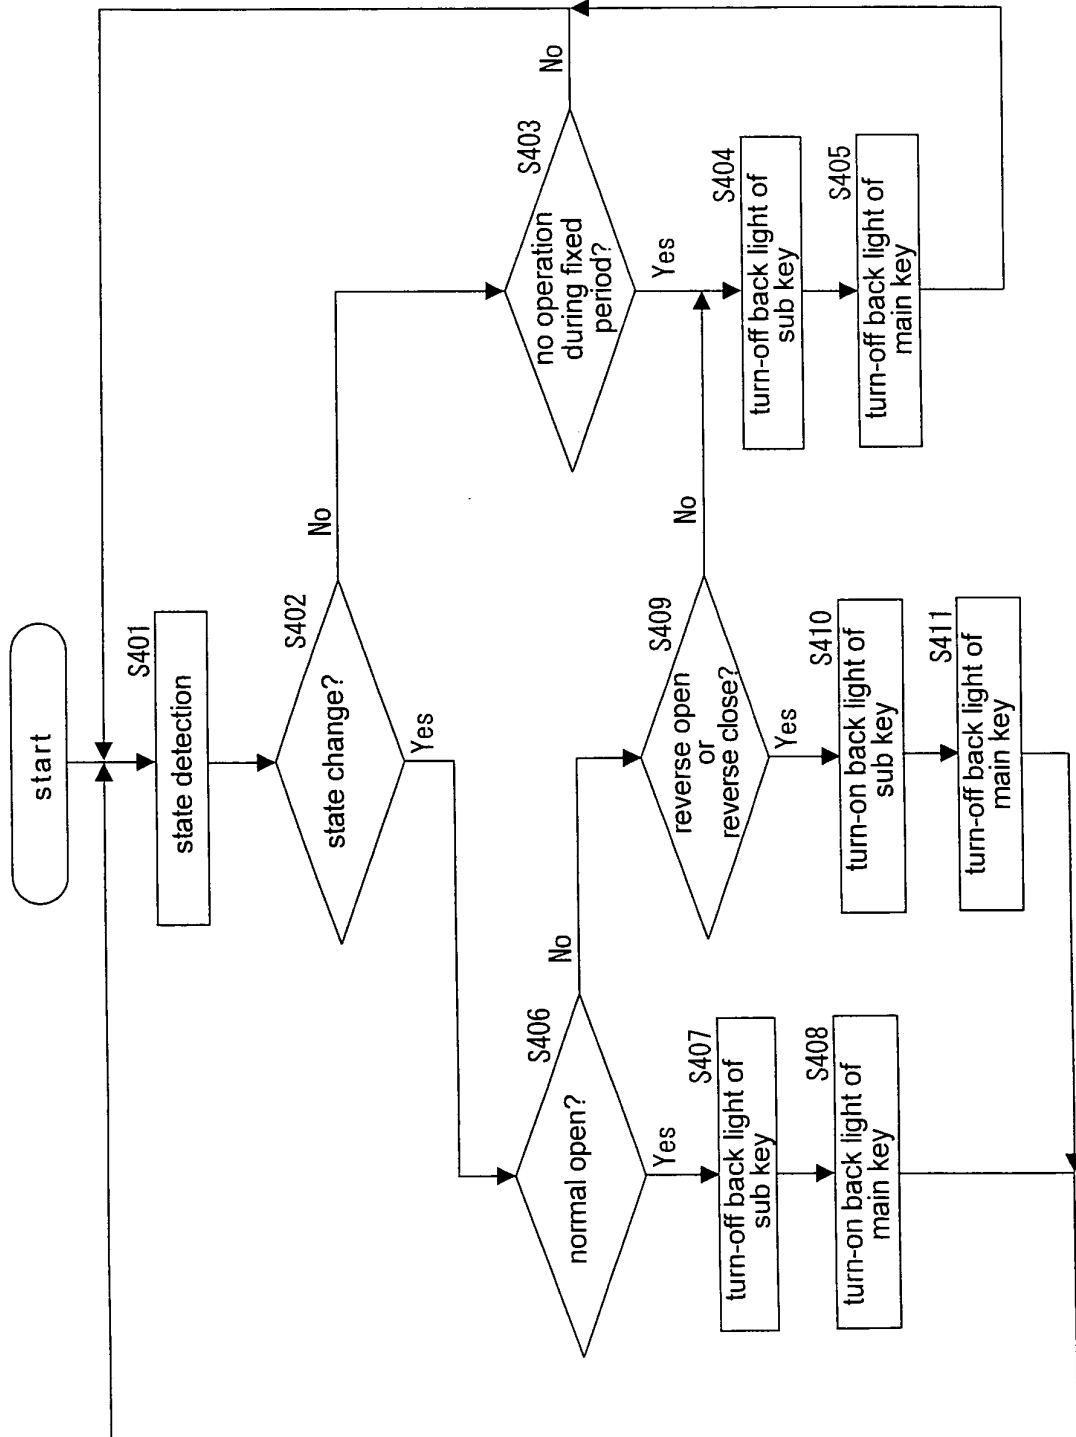 start
S401
state detection
S402
state change?
No
Yes
S403
no operation
during fixed
period?
No
Yes
S404
turn-off back light of
sub key
S405
turn-off back light of
main key
S406
normal open?
No
Yes
S407
turn-off back light of
sub key
S408
turn-on back light of
main key
S409
reverse open
or
reverse close?
No
Yes
S410
turn-on back light of
sub key
S411
turn-off back light of
main key